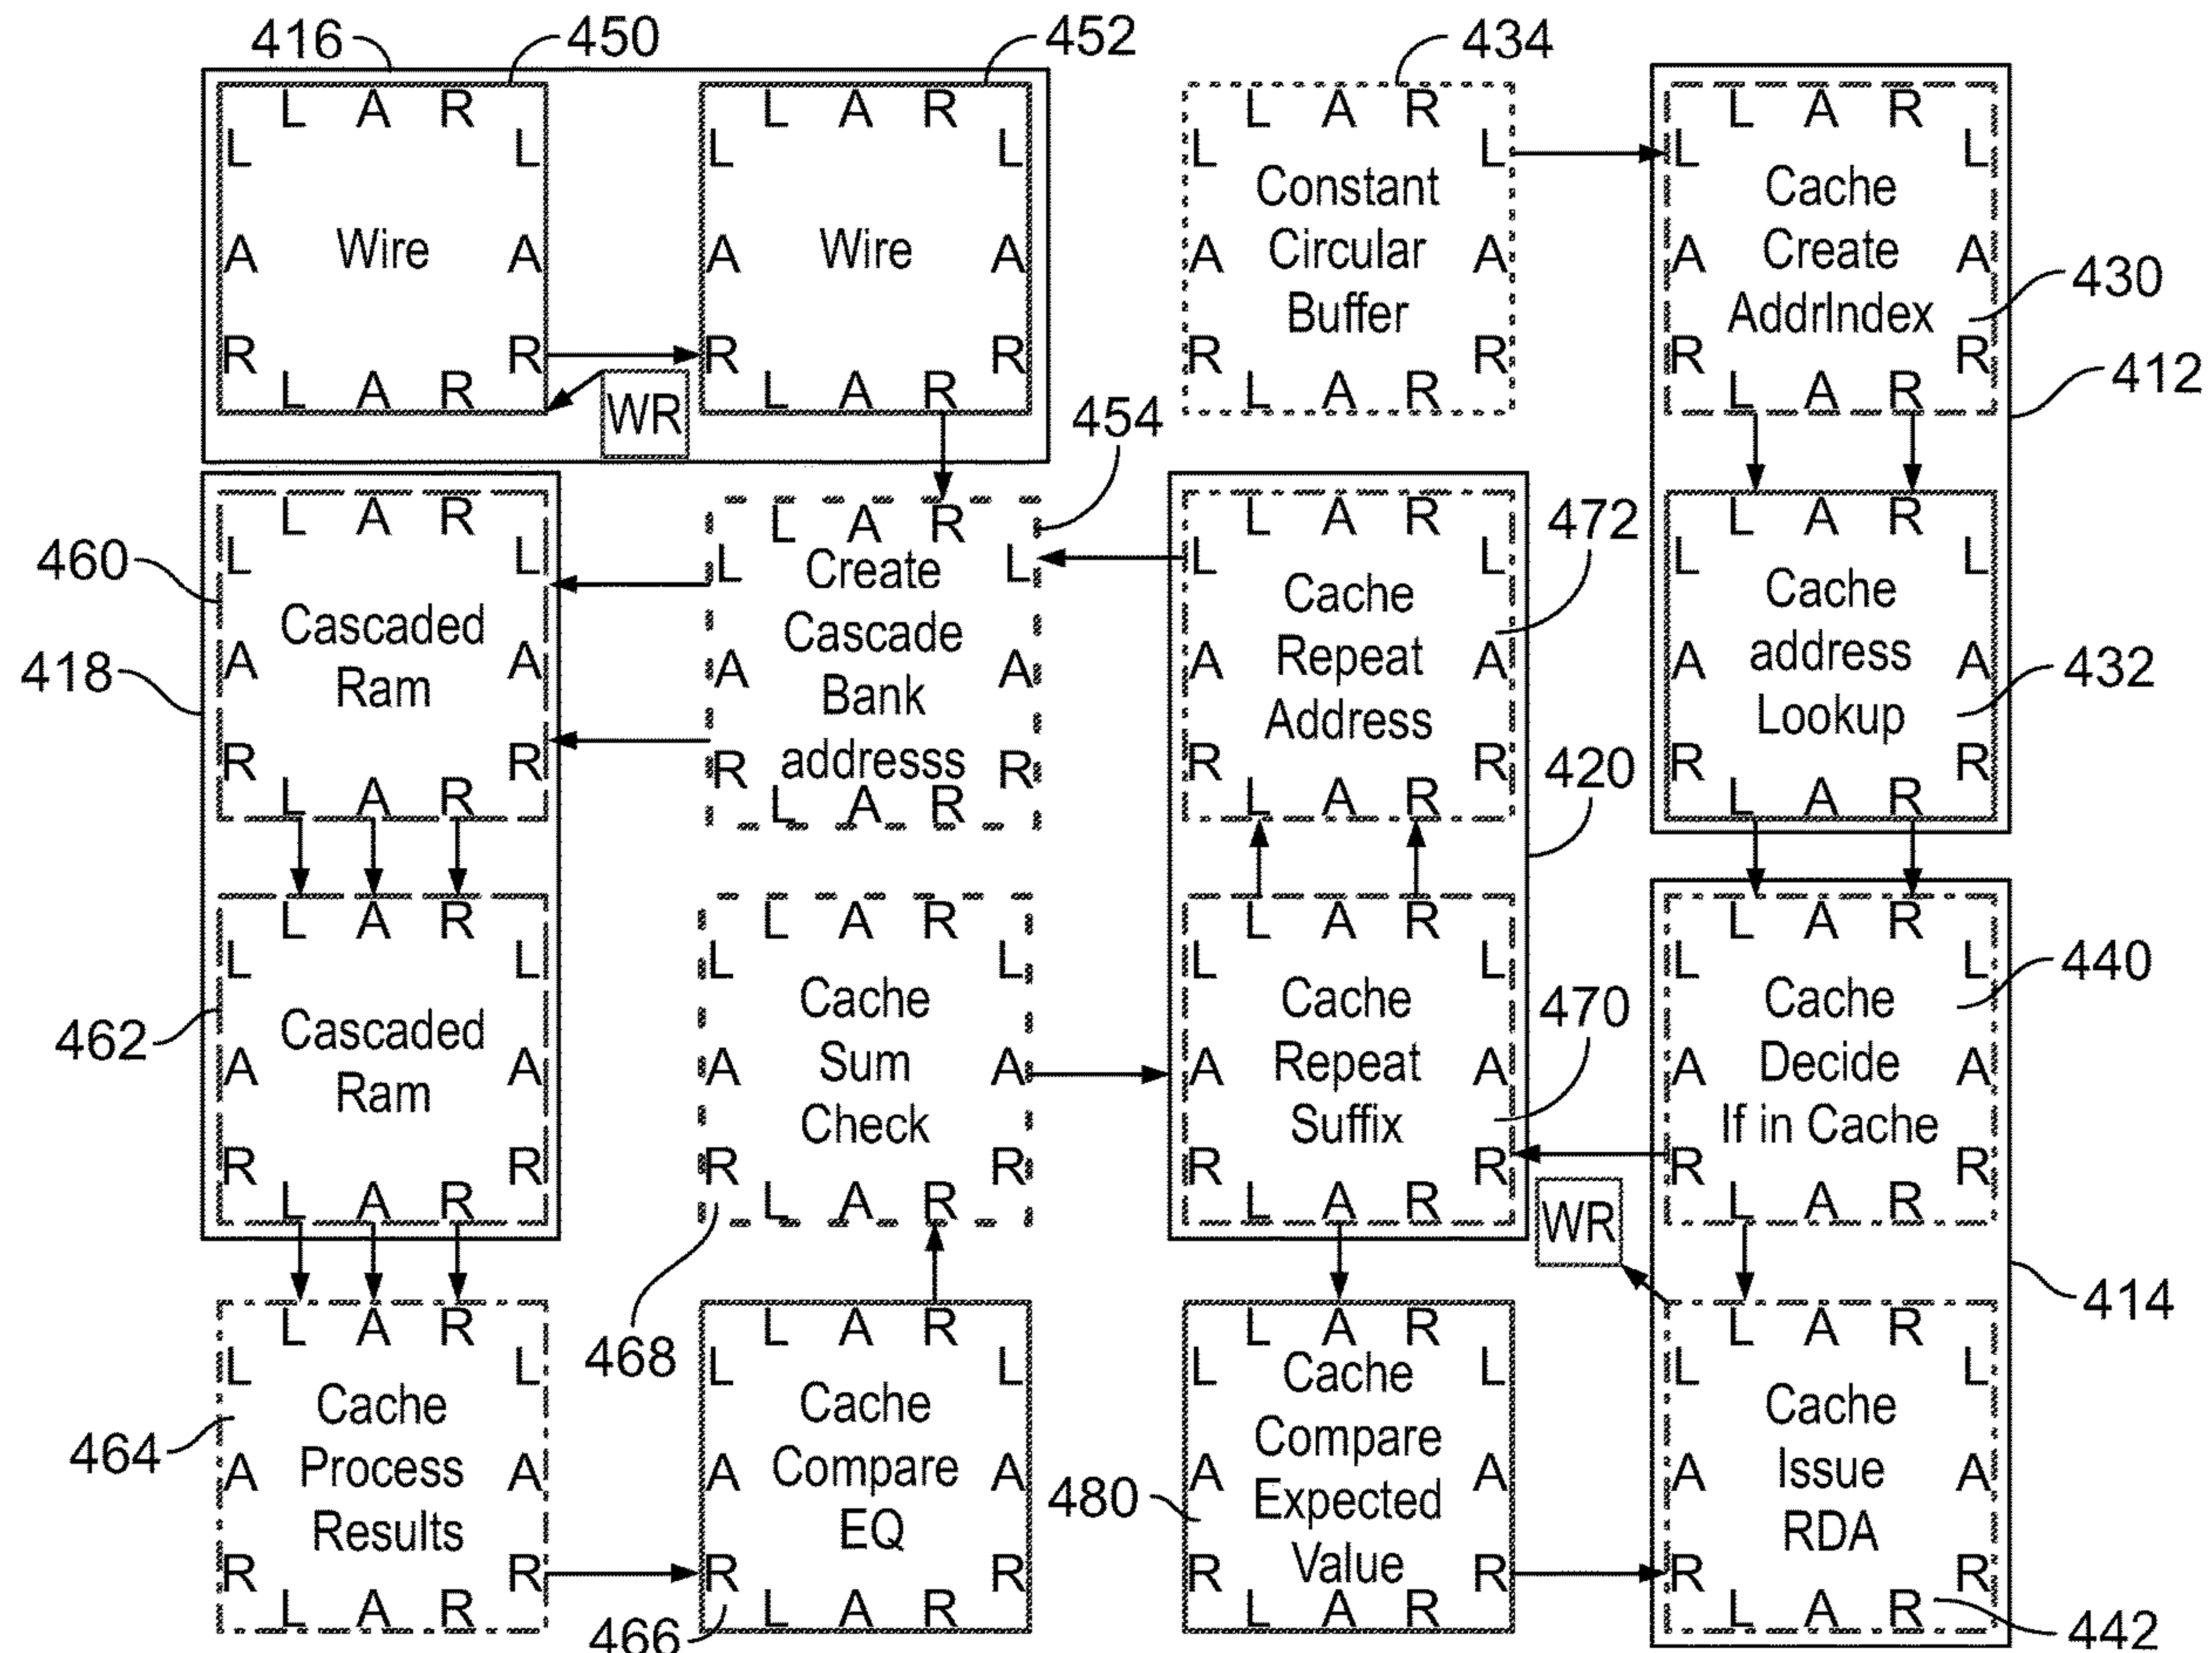 416
450
452
434
L A R
L L
Wire
A A
R R
L A R
L A R
L L
Wire
A A
R R
L A R
WR
L A R
L L
Constant
Circular
Buffer
A A
R R
L A R
L A R
L L
Cache
Create
AddrIndex
A A
R R
L A R
430
412
454
460
418
L A R
L L
Cascaded
Ram
A A
R R
L A R
L A R
L L
Create
Cascade
Bank
addresss
A A
R R
L A R
472
420
L A R
L L
Cache
Repeat
Address
A A
R R
L A R
L A R
L L
Cache
address
Lookup
A A
R R
L A R
432
462
L A R
L L
Cascaded
Ram
A A
R R
L A R
L A R
L L
Cache
Sum
Check
A A
R R
L A R
468
L A R
L L
Cache
Repeat
Suffix
A A
R R
L A R
470
WR
L A R
L L
Cache
Decide
If in Cache
A A
R R
L A R
440
414
464
L A R
L L
Cache
Process
Results
A A
R R
L A R
L A R
L L
Cache
Compare
EQ
A A
R R
L A R
466
480
L A R
L L
Cache
Compare
Expected
Value
A A
R R
L A R
L A R
L L
Cache
Issue
RDA
A A
R R
L A R
442